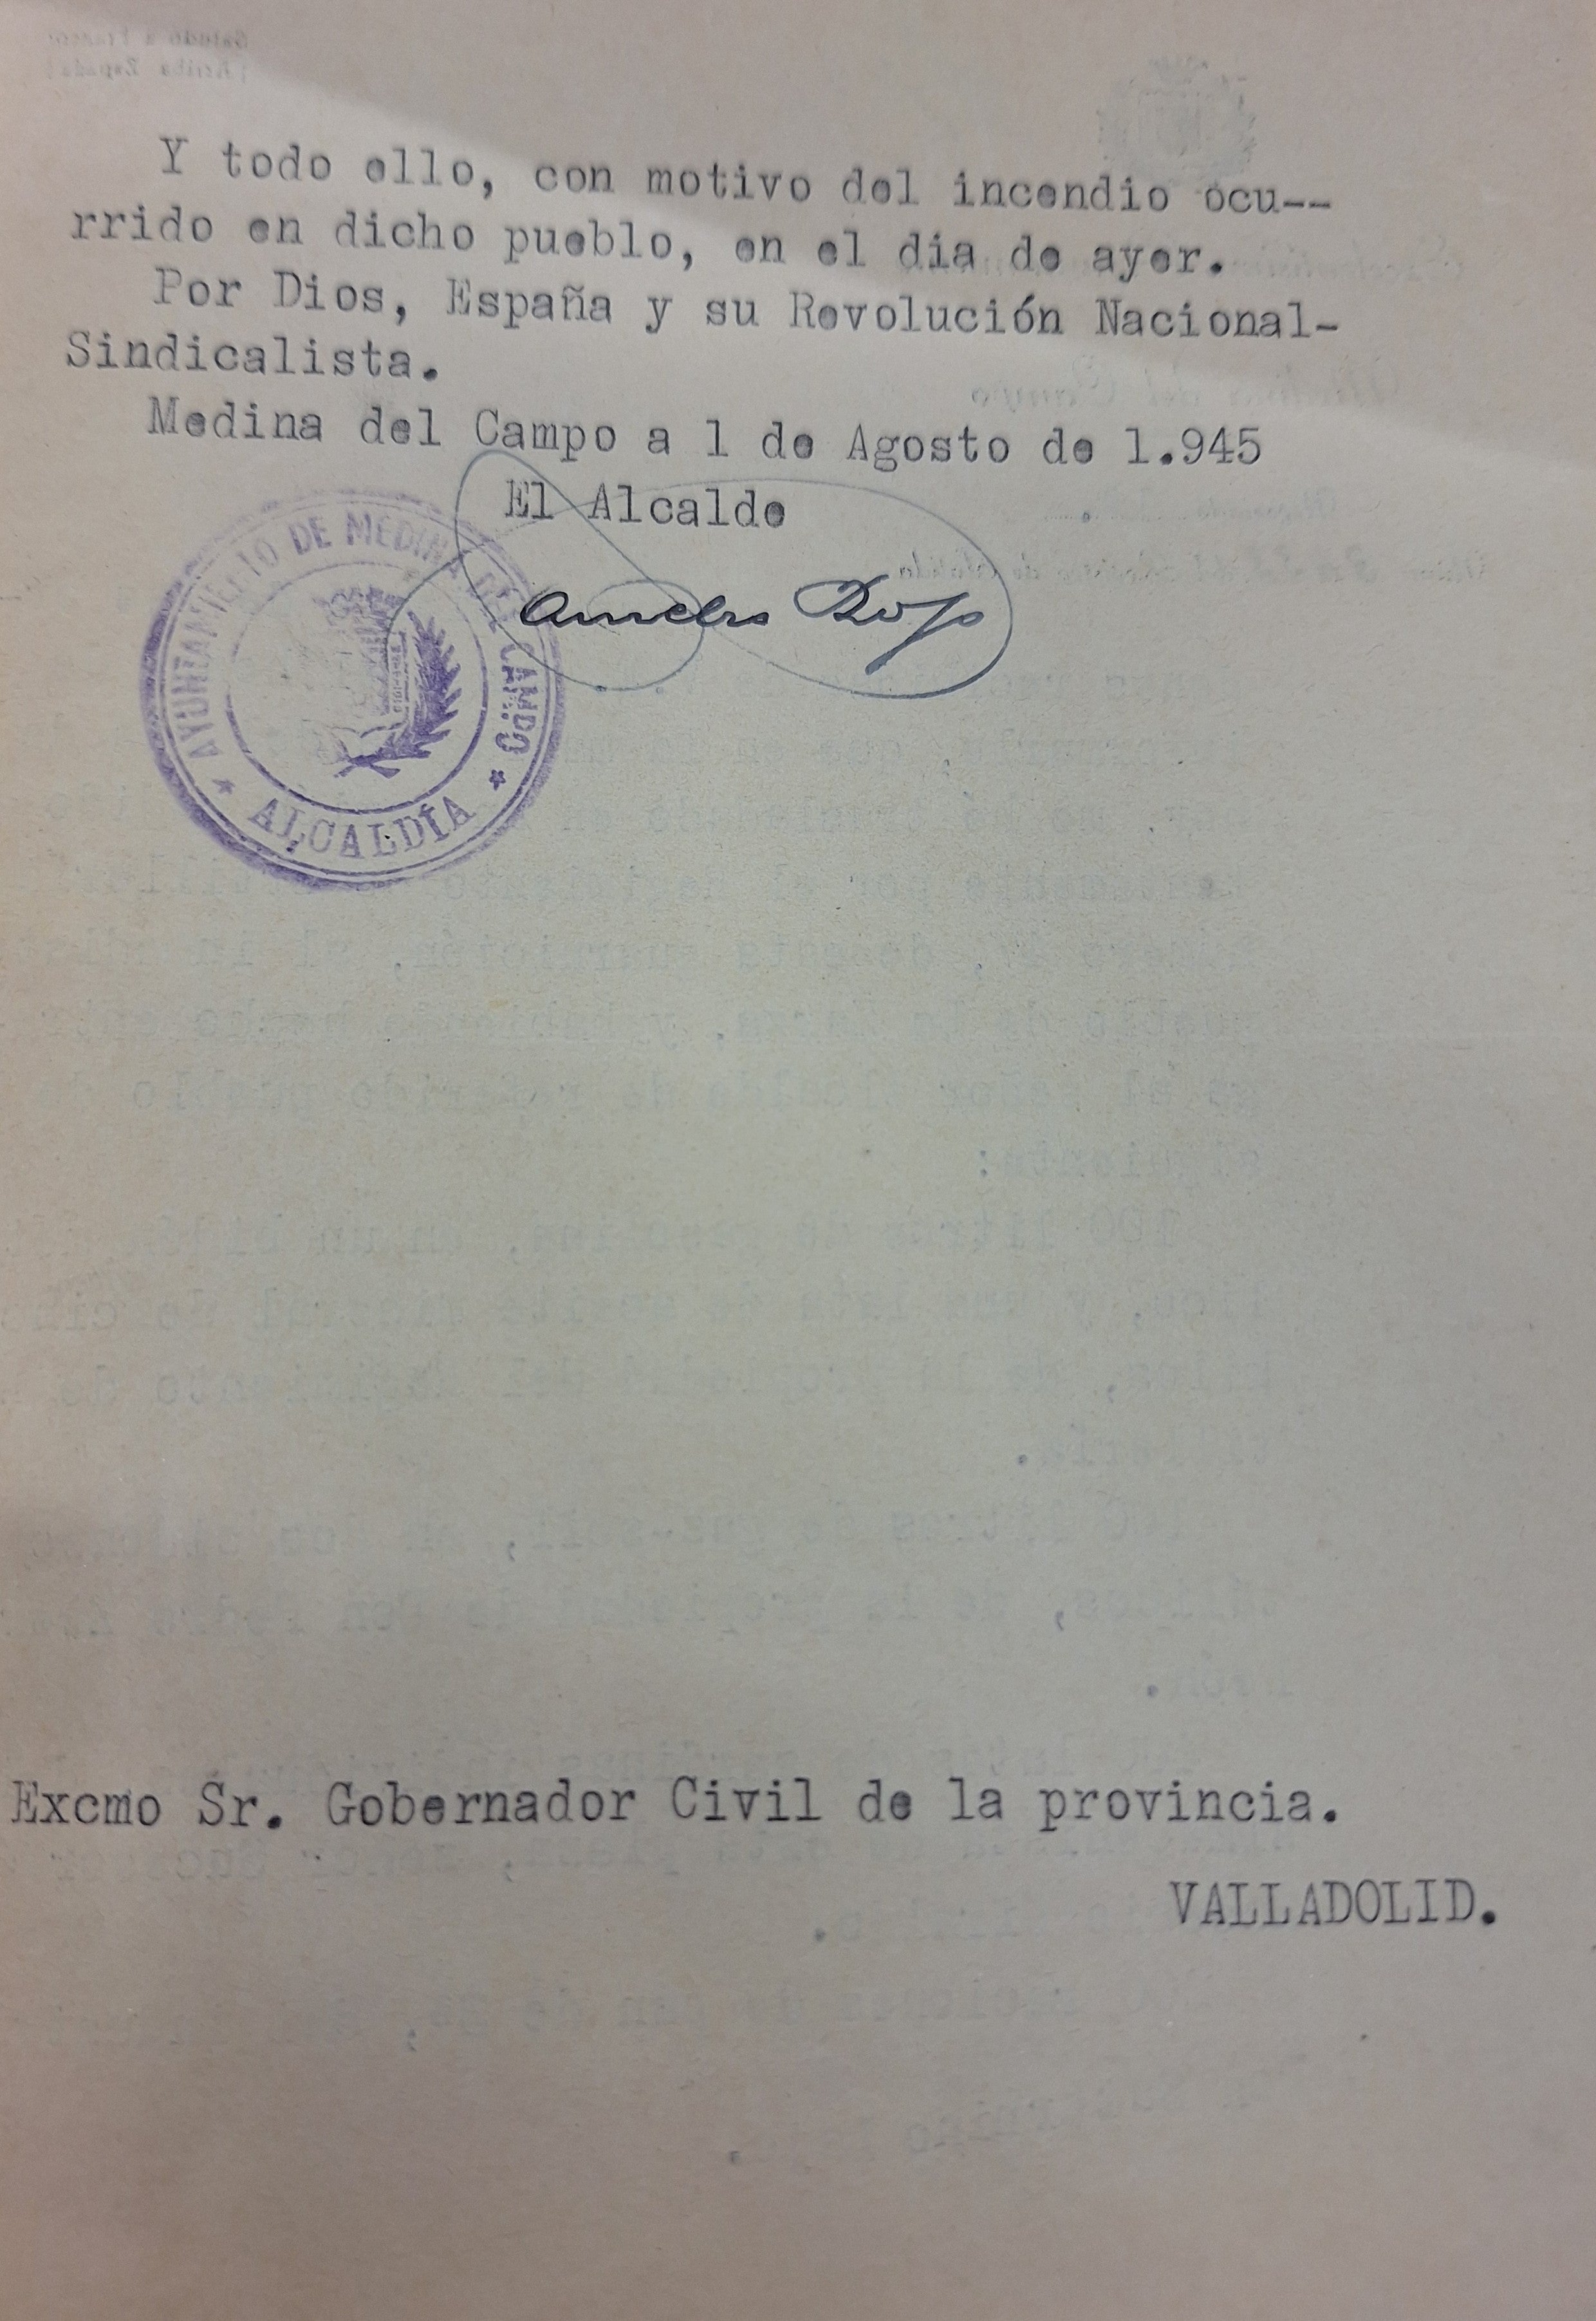 Y todo ello, con motivo del incendio ocu--
rrido en dicho pueblo, en el dia de ayer.
Por Dios, España y su Revolución Nacional-
Sindicalista.
Medina del Campo a 1 de Agosto de 1.945
El Alcalde
AYUNTAMIENTO DE MEDINA DEL CAMPO
* ALCALDÍA *
Excmo Sr. Gobernador Civil de la provincia.
VALLADOLID.